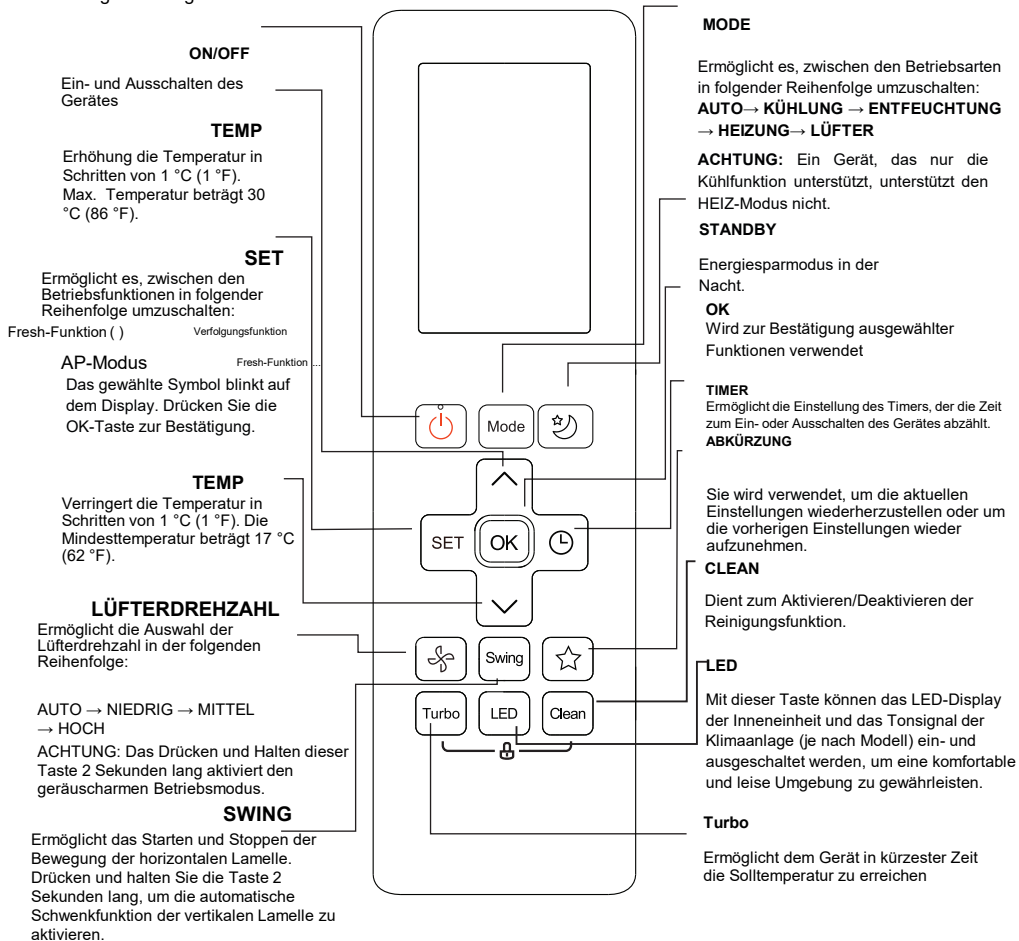 ON/OFF
Ein- und Ausschalten des
Gerätes
TEMP
Erhöhung die Temperatur in
Schritten von 1 °C (1 °F).
Max. Temperatur beträgt 30
°C (86 °F).
SET
Ermöglicht es, zwischen den
Betriebsfunktionen in folgender
Reihenfolge umzuschalten:
Fresh-Funktion ( ) Verfolgungsfunktion
AP-Modus Fresh-Funktion ...
Das gewählte Symbol blinkt auf
dem Display. Drücken Sie die
OK-Taste zur Bestätigung.
TEMP
Verringert die Temperatur in
Schritten von 1 °C (1 °F). Die
Mindesttemperatur beträgt 17 °C
(62 °F).
LÜFTERDREHZAHL
Ermöglicht die Auswahl der
Lüfterdrehzahl in der folgenden
Reihenfolge:
AUTO → NIEDRIG → MITTEL
→ HOCH
ACHTUNG: Das Drücken und Halten dieser
Taste 2 Sekunden lang aktiviert den
geräuscharmen Betriebsmodus.
SWING
Ermöglicht das Starten und Stoppen der
Bewegung der horizontalen Lamelle.
Drücken und halten Sie die Taste 2
Sekunden lang, um die automatische
Schwenkfunktion der vertikalen Lamelle zu
aktivieren.
Mode
SET
OK
Swing
Turbo
LED
Clean
MODE
Ermöglicht es, zwischen den Betriebsarten
in folgender Reihenfolge umzuschalten:
AUTO→ KÜHLUNG → ENTFEUCHTUNG
→ HEIZUNG→ LÜFTER
ACHTUNG: Ein Gerät, das nur die
Kühlfunktion unterstützt, unterstützt den
HEIZ-Modus nicht.
STANDBY
Energiesparmodus in der
Nacht.
OK
Wird zur Bestätigung ausgewählter
Funktionen verwendet
TIMER
Ermöglicht die Einstellung des Timers, der die Zeit
zum Ein- oder Ausschalten des Gerätes abzählt.
ABKÜRZUNG
Sie wird verwendet, um die aktuellen
Einstellungen wiederherzustellen oder um
die vorherigen Einstellungen wieder
aufzunehmen.
CLEAN
Dient zum Aktivieren/Deaktivieren der
Reinigungsfunktion.
LED
Mit dieser Taste können das LED-Display
der Inneneinheit und das Tonsignal der
Klimaanlage (je nach Modell) ein- und
ausgeschaltet werden, um eine komfortable
und leise Umgebung zu gewährleisten.
Turbo
Ermöglicht dem Gerät in kürzester Zeit
die Solltemperatur zu erreichen